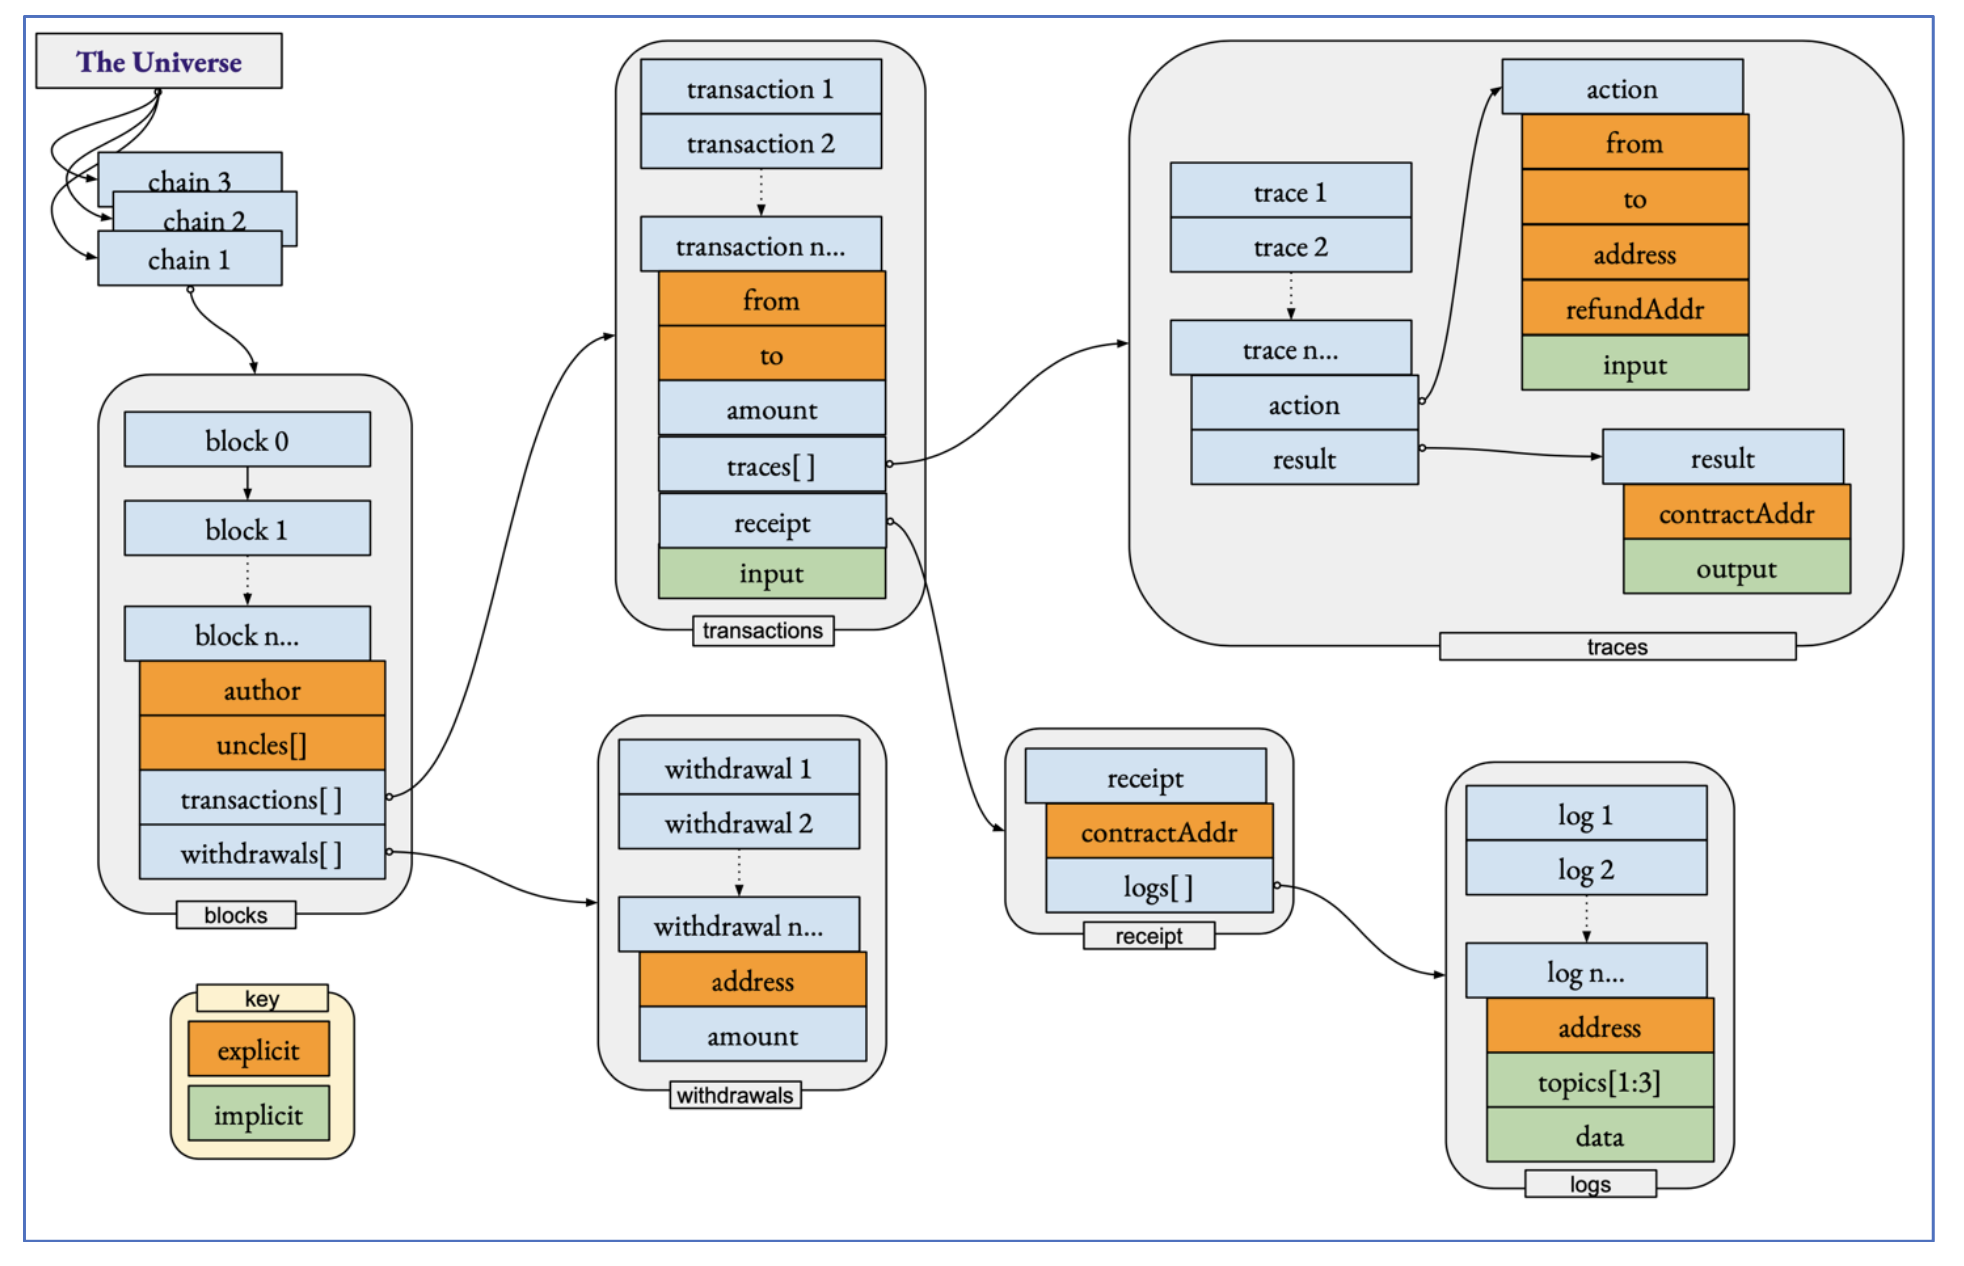 The Universe
chain 3
chain 2
chain 1
block 0
block 1
block n...
author
uncles[]
transactions[ ]
withdrawals[ ]
blocks
key
explicit
implicit
transaction 1
transaction 2
transaction n...
from
to
amount
traces[ ]
receipt
input
transactions
withdrawal 1
withdrawal 2
withdrawal n...
address
amount
withdrawals
trace 1
trace 2
trace n...
action
result
action
from
to
address
refundAddr
input
result
contractAddr
output
traces
receipt
contractAddr
logs[ ]
receipt
log 1
log 2
log n...
address
topics[1:3]
data
logs